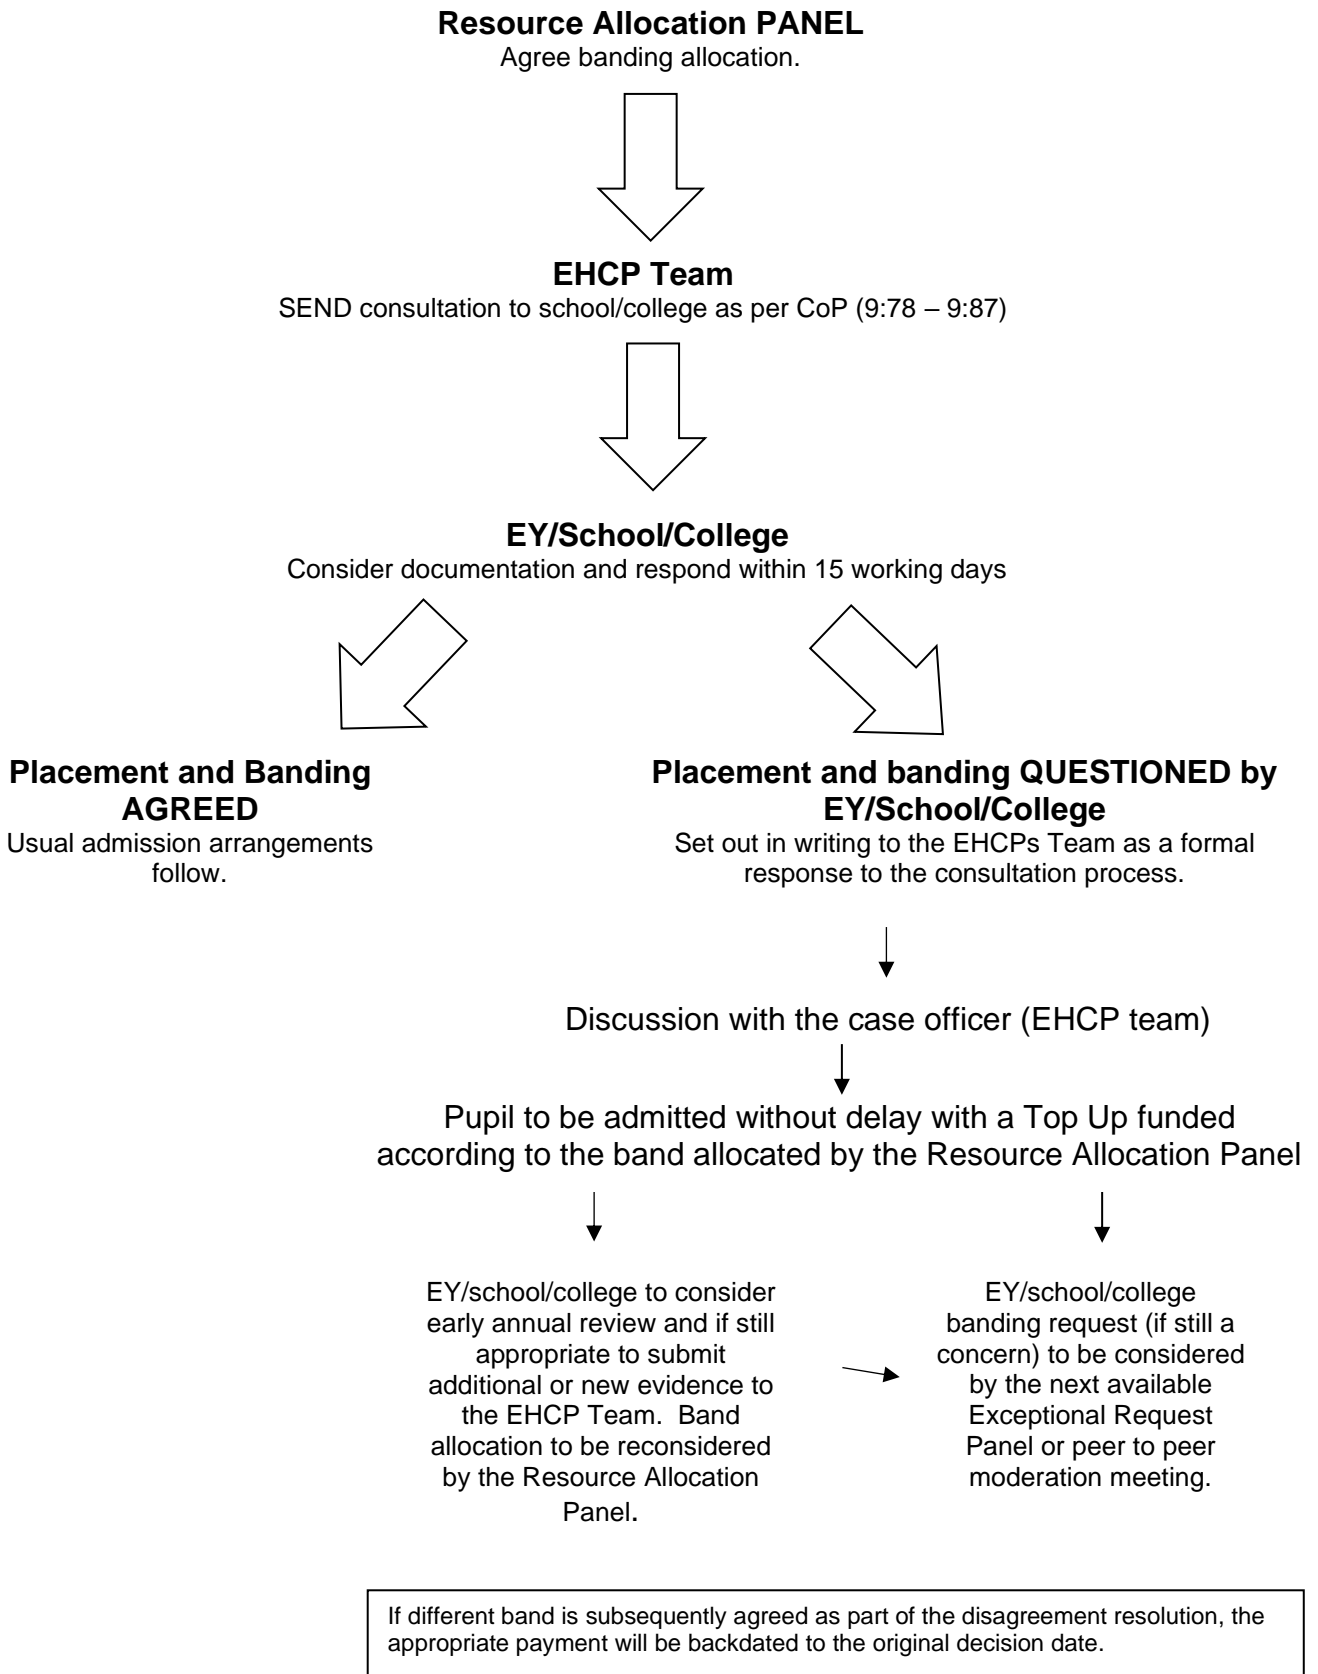 Resource Allocation PANEL
Agree banding allocation.
EHCP Team
SEND consultation to school/college as per CoP (9:78 – 9:87)
EY/School/College
Consider documentation and respond within 15 working days
Placement and Banding
AGREED
Usual admission arrangements
follow.
Placement and banding QUESTIONED by
EY/School/College
Set out in writing to the EHCPs Team as a formal
response to the consultation process.
Discussion with the case officer (EHCP team)
Pupil to be admitted without delay with a Top Up funded
according to the band allocated by the Resource Allocation Panel
EY/school/college to consider
early annual review and if still
appropriate to submit
additional or new evidence to
the EHCP Team.  Band
allocation to be reconsidered
by the Resource Allocation
Panel.
EY/school/college
banding request (if still a
concern) to be considered
by the next available
Exceptional Request
Panel or peer to peer
moderation meeting.
If different band is subsequently agreed as part of the disagreement resolution, the
appropriate payment will be backdated to the original decision date.